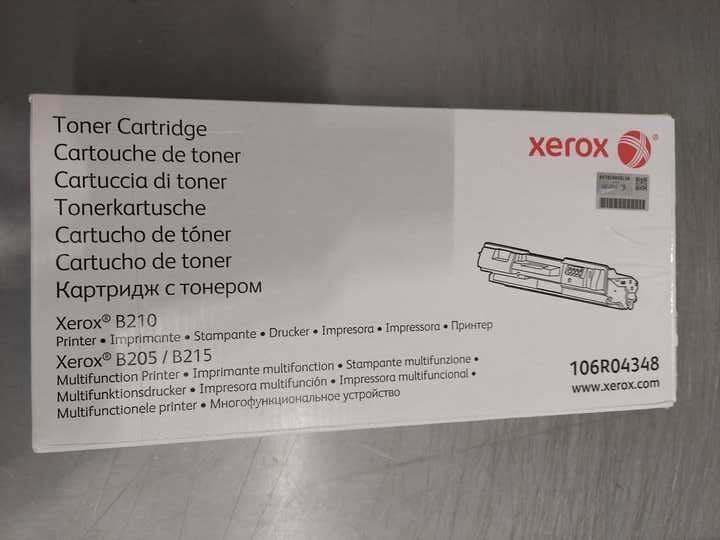 Toner Cartridge
Cartouche de toner
Cartuccia di toner
Tonerkartusche
Cartucho de tóner
Cartucho de toner
Картридж с тонером
Xerox® B210
Printer • Imprimante • Stampante • Drucker • Impresora • Impressora • Принтер
Xerox® B205 / B215
Multifunction Printer • Imprimante multifonction • Stampante multifunzione •
Multifunktionsdrucker • Impresora multifunción • Impressora multifuncional •
Multifunctionele printer • Многофункциональное устройство
xerox ®
106R04348
www.xerox.com